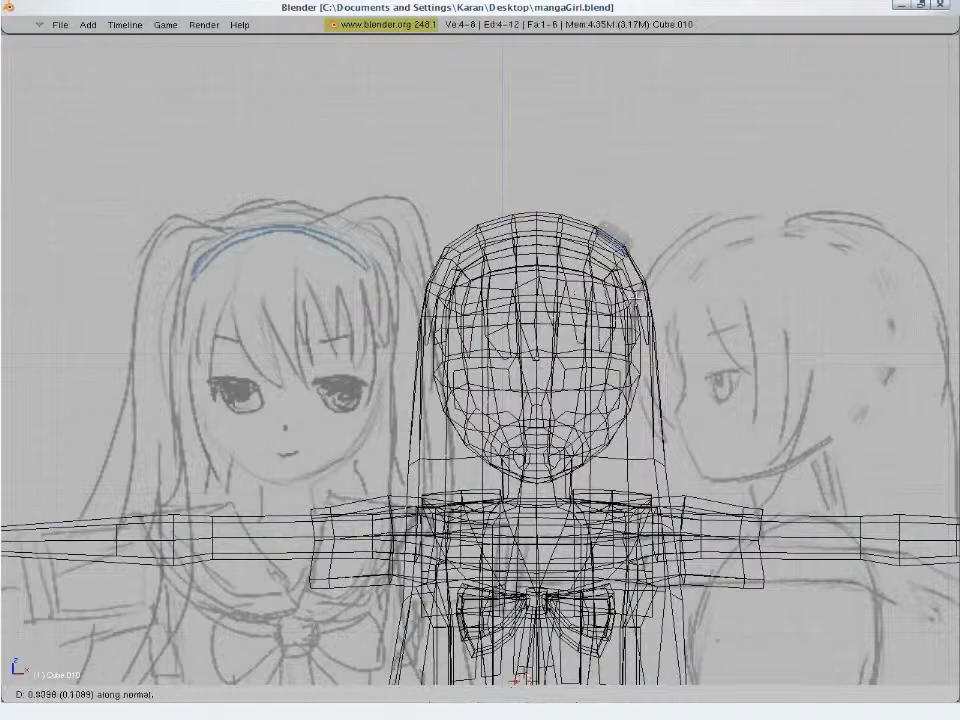 Blender [C:\Documents and Settings\Karan\Desktop\mangaGirl.blend]
File Add Timeline Game Render Help www.blender.org 248.1 Ve:4-8 | Ed:4-12 | Fa:1-6 | Mem:4.35M (3.17M) Cube.010
z
x
(1) Cube.010
D: 0.3098 (0.1089) along normal.